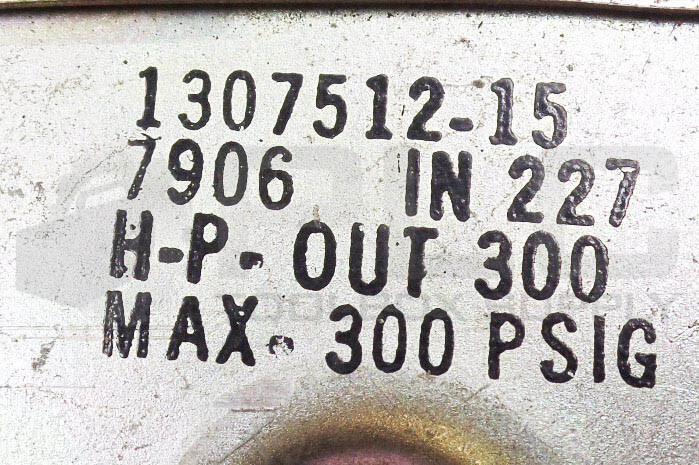 1307512-15
7906 IN 227
H-P- OUT 300
MAX- 300 PSIG